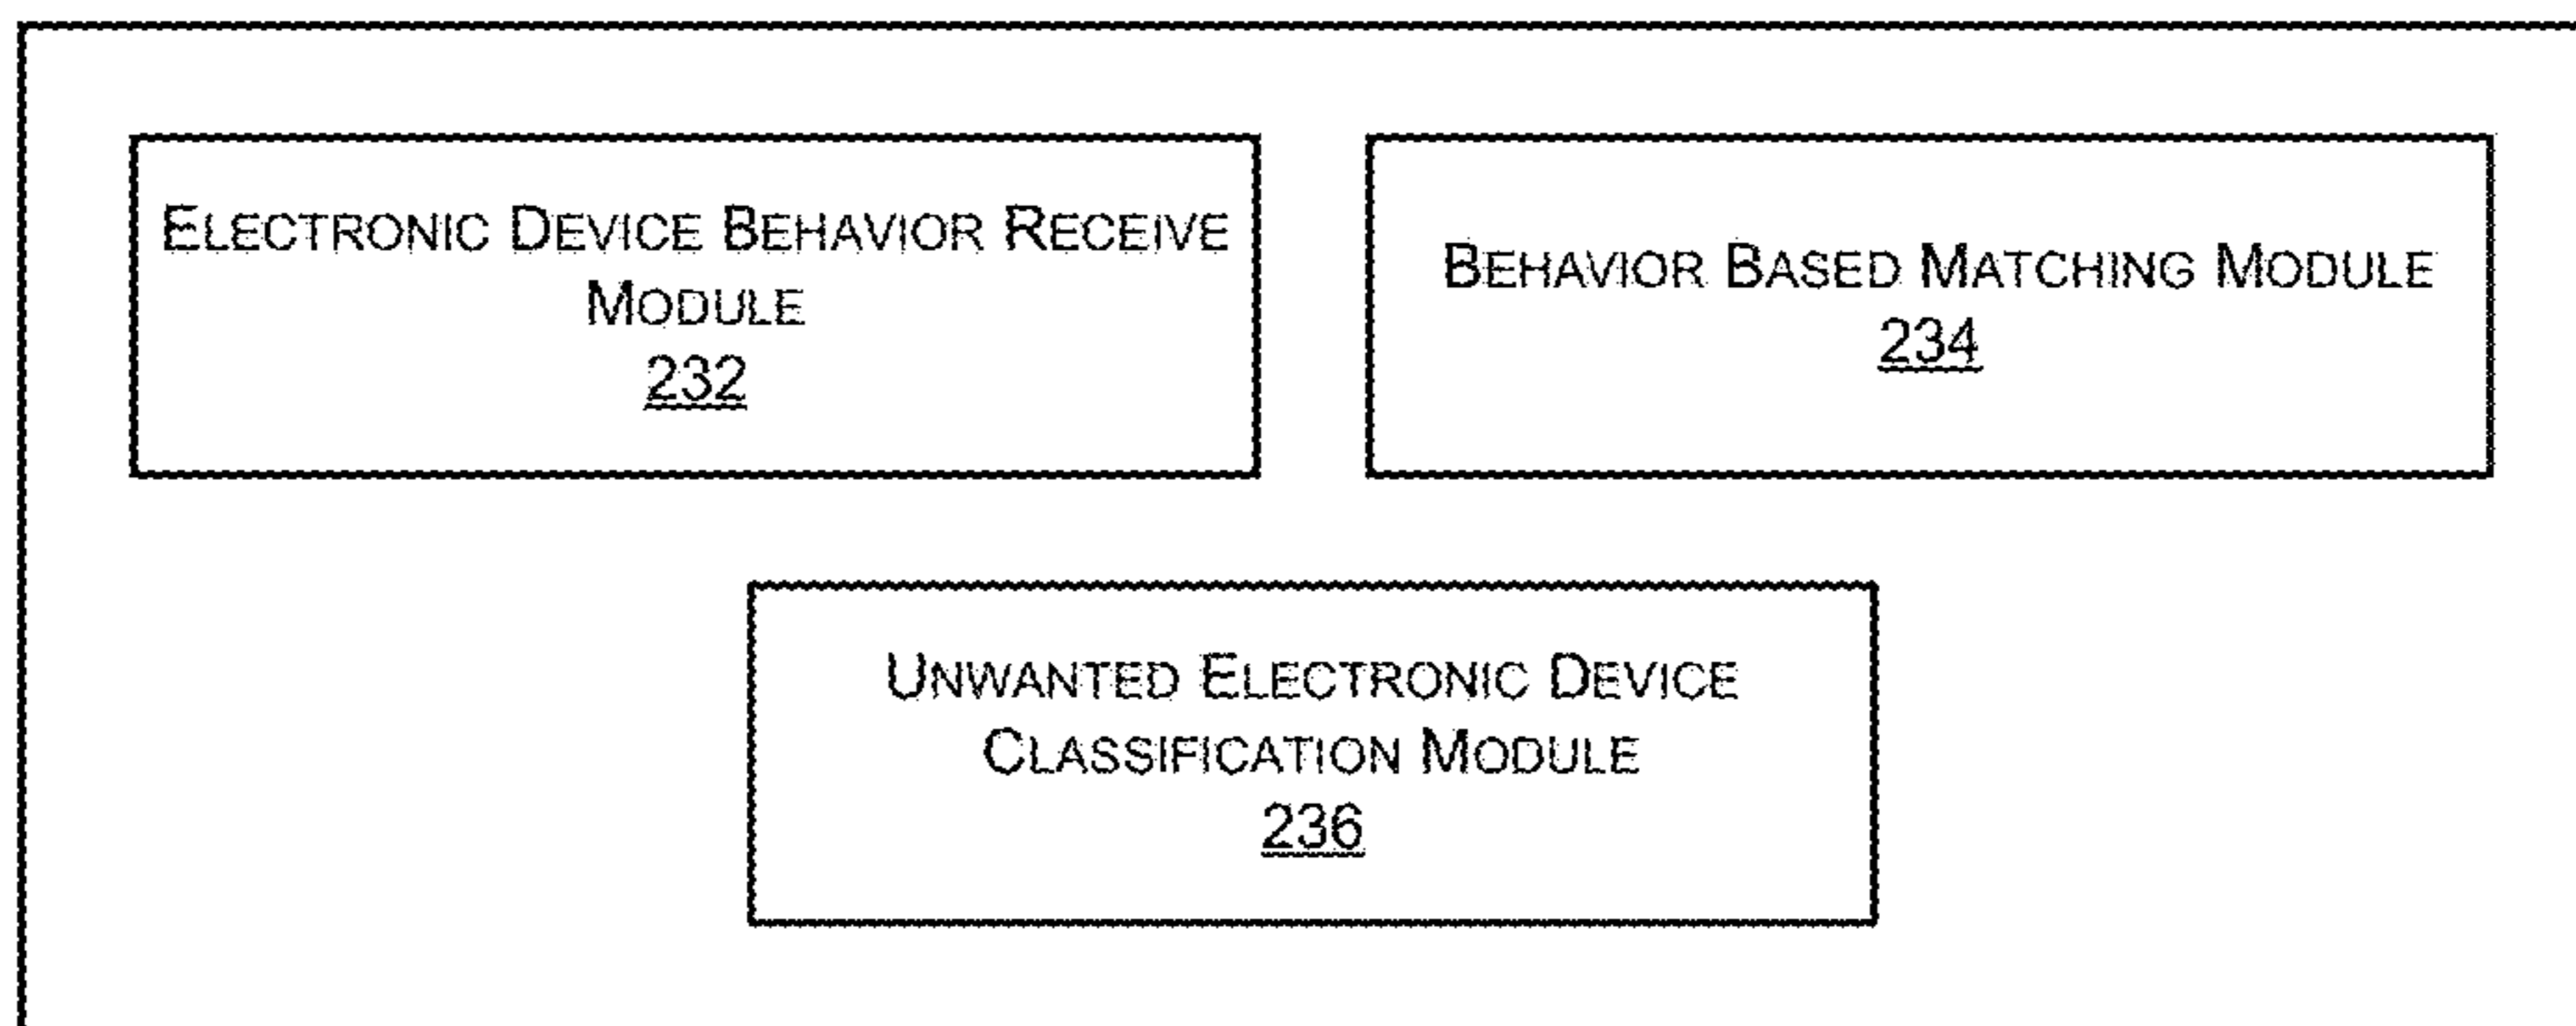 ELECTRONIC DEVICE BEHAVIOR RECEIVE
MODULE
232
BEHAVIOR BASED MATCHING MODULE
234
UNWANTED ELECTRONIC DEVICE
CLASSIFICATION MODULE
236